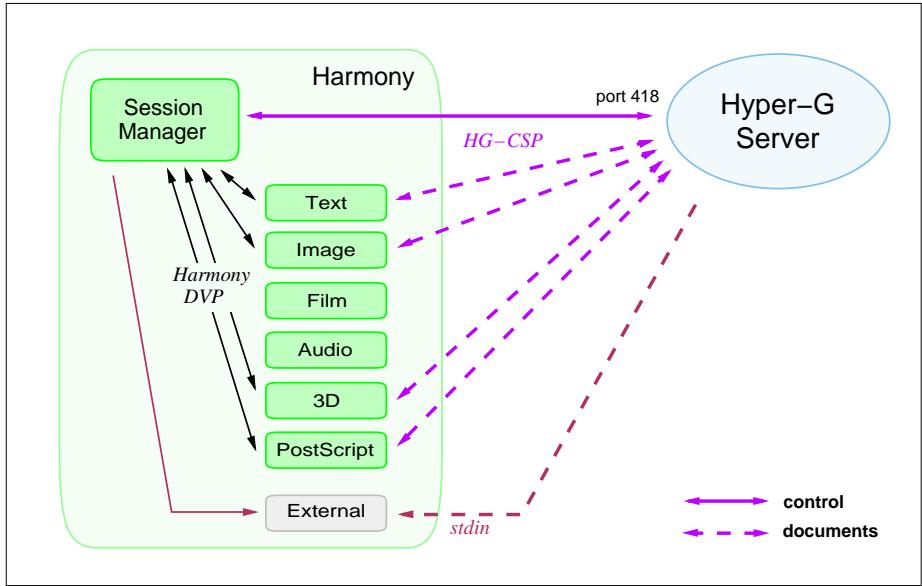 Harmony
Session
Manager
port 418
Hyper–G
Server
HG–CSP
Text
Image
Harmony
DVP
Film
Audio
3D
PostScript
External
stdin
control
documents